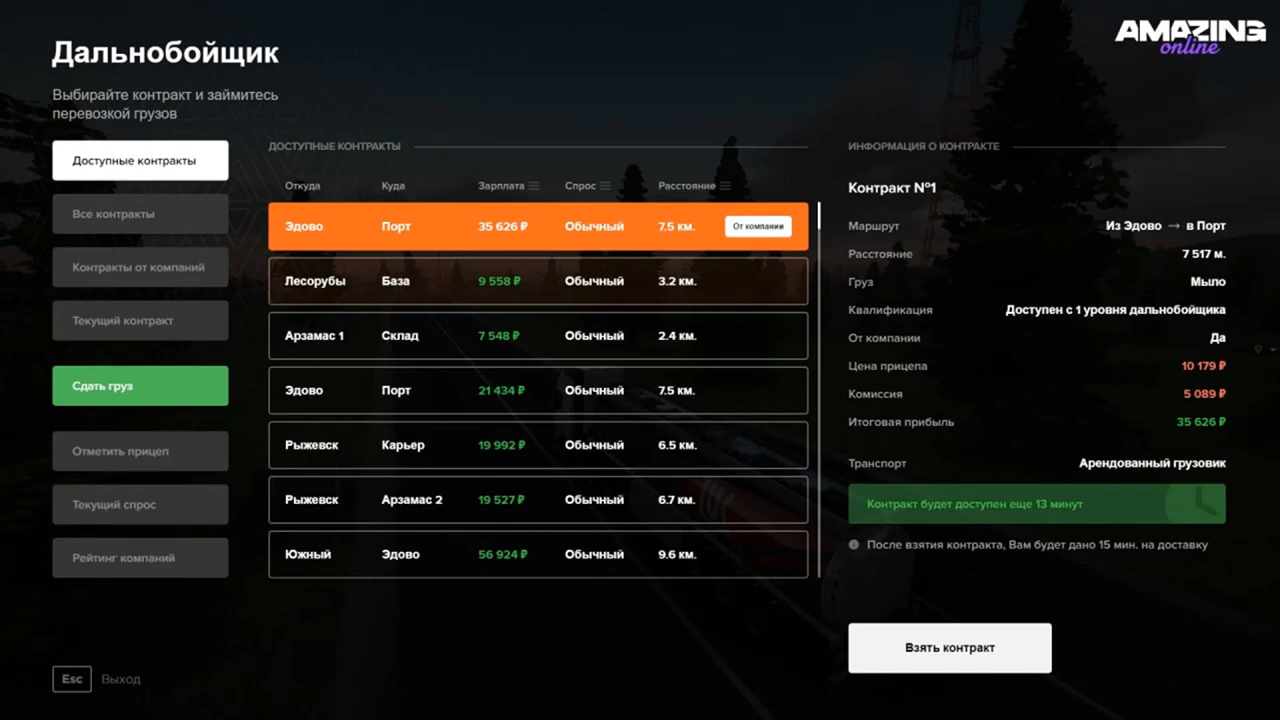 Дальнобойщик
AMAZING
online
Выбирайте контракт и займитесь
перевозкой грузов
Доступные контракты
Все контракты
Контракты от компаний
Текущий контракт
Сдать груз
Отметить прицеп
Текущий спрос
Рейтинг компаний
Esc Выход
ДОСТУПНЫЕ КОНТРАКТЫ
Откуда Куда Зарплата Спрос Расстояние
Эдово Порт 35 626 ₽ Обычный 7.5 км. От компании
Лесорубы База 9 558 ₽ Обычный 3.2 км.
Арзамас 1 Склад 7 548 ₽ Обычный 2.4 км.
Эдово Порт 21 434 ₽ Обычный 7.5 км.
Рыжевск Карьер 19 992 ₽ Обычный 6.5 км.
Рыжевск Арзамас 2 19 527 ₽ Обычный 6.7 км.
Южный Эдово 56 924 ₽ Обычный 9.6 км.
ИНФОРМАЦИЯ О КОНТРАКТЕ
Контракт №1
Маршрут Из Эдово → в Порт
Расстояние 7 517 м.
Груз Мыло
Квалификация Доступен с 1 уровня дальнобойщика
От компании Да
Цена прицепа 10 179 ₽
Комиссия 5 089 ₽
Итоговая прибыль 35 626 ₽
Транспорт Арендованный грузовик
Контракт будет доступен еще 13 минут
После взятия контракта, Вам будет дано 15 мин. на доставку
Взять контракт